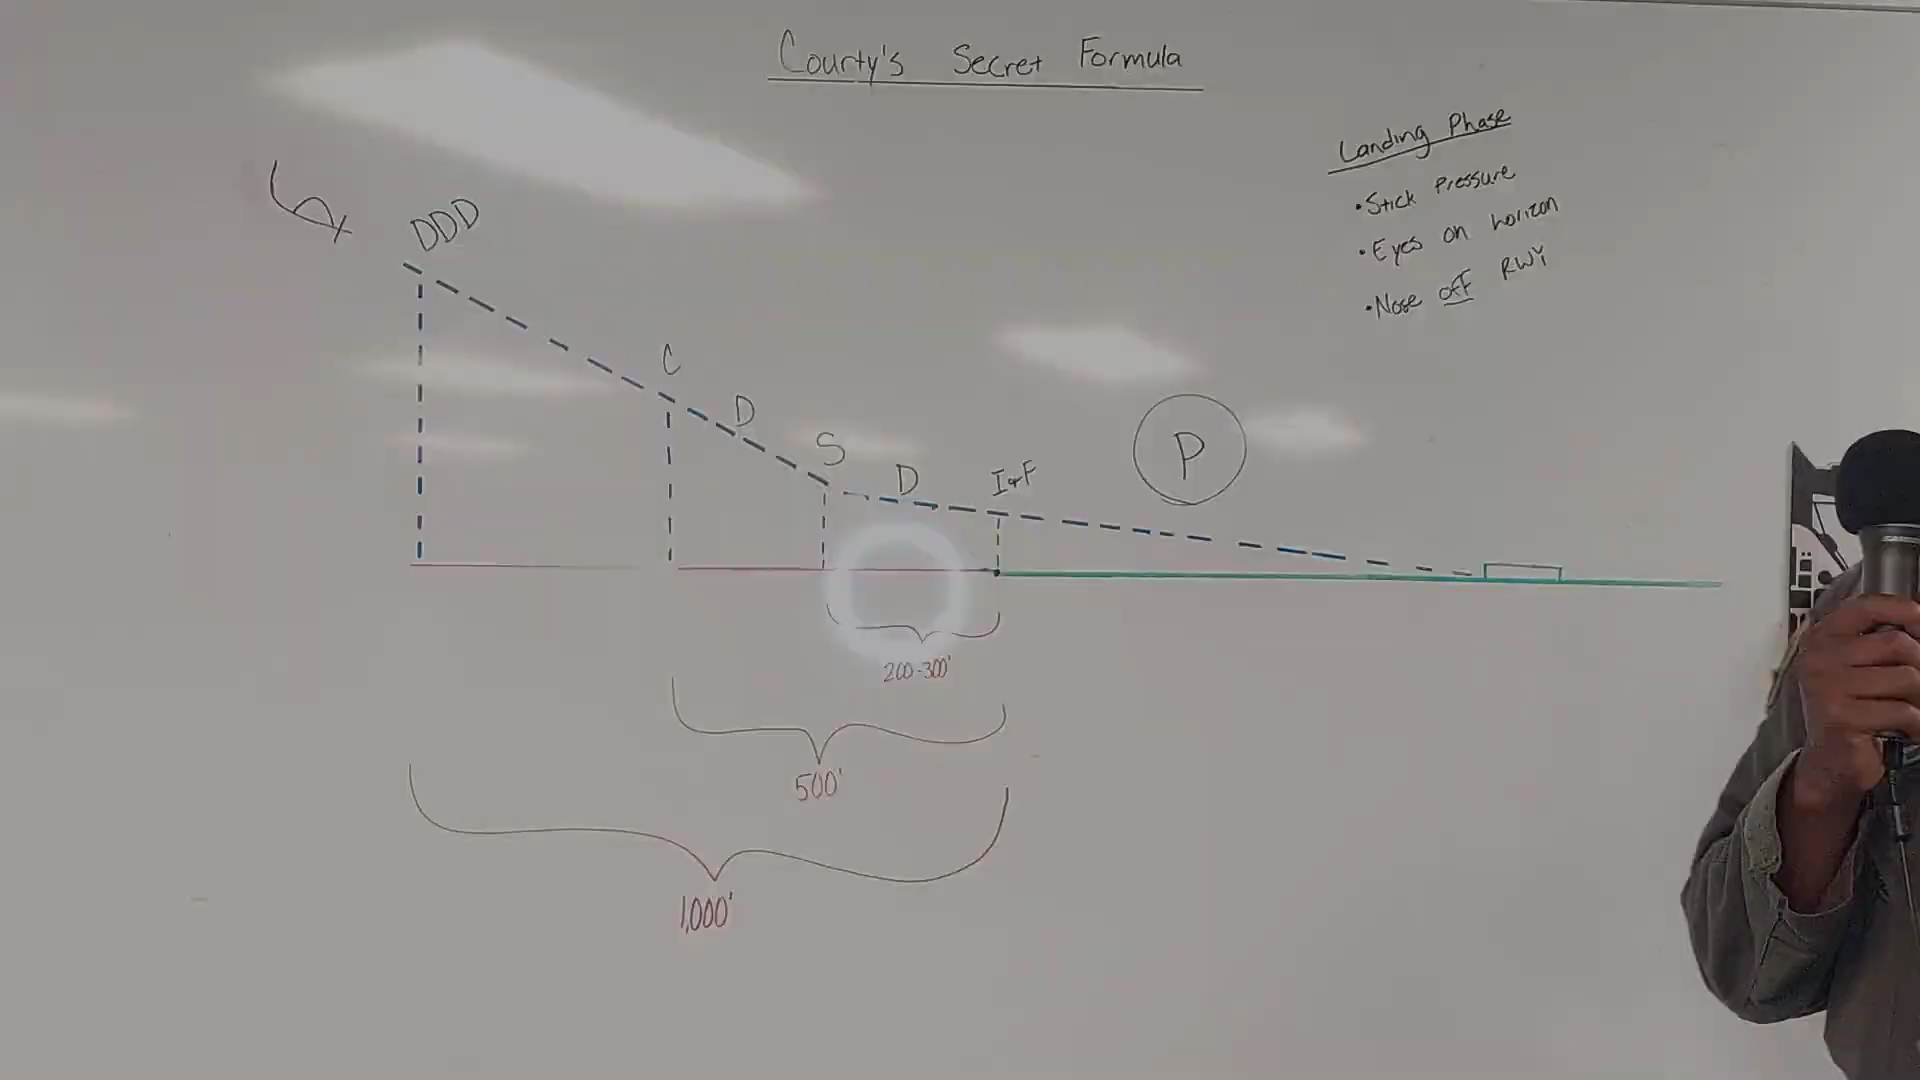 Courty's Secret Formula
Landing Phase
• Stick Pressure
• Eyes on horizon
• Nose off RWY
DDD
C
D
S
D
I&F
P
200-300'
500'
1,000'